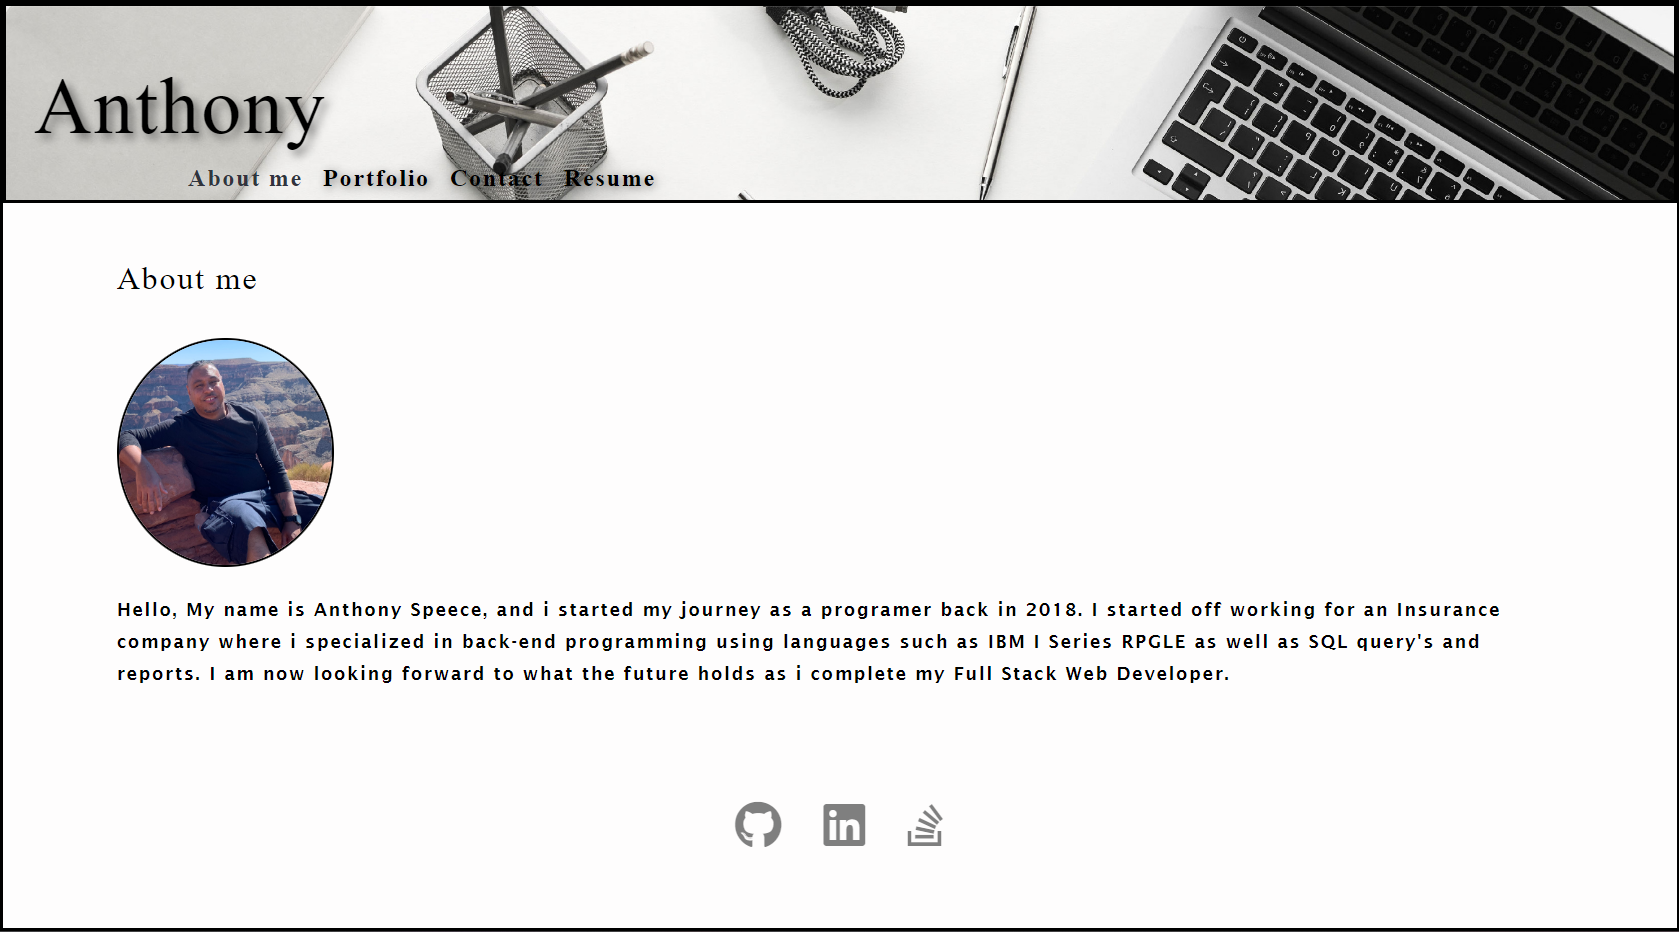 Anthony
About me Portfolio Contact Resume
About me
Hello, My name is Anthony Speece, and i started my journey as a programer back in 2018. I started off working for an Insurance
company where i specialized in back-end programming using languages such as IBM I Series RPGLE as well as SQL query's and
reports. I am now looking forward to what the future holds as i complete my Full Stack Web Developer.
in